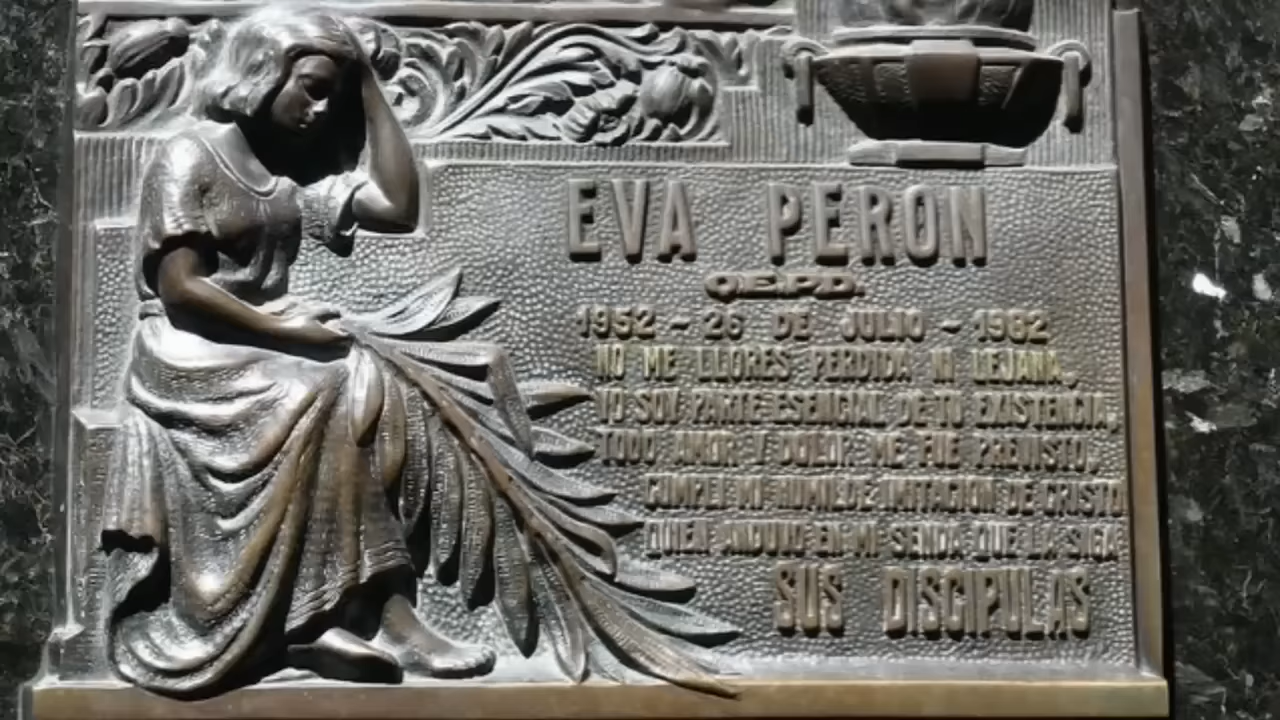 EVA PERON
Q.E.P.D.
1952 - 26 DE JULIO - 1982
NO ME LLORES PERDIDA NI LEJANA,
YO SOY PARTE ESENCIAL DE TU EXISTENCIA,
TODO AMOR Y DOLOR ME FUE PREVISTO,
CUMPLI MI HUMILDE IMITACION DE CRISTO
QUIEN ANDUVO EN MI SENDA QUE LA SIGA
SUS DISCIPULAS